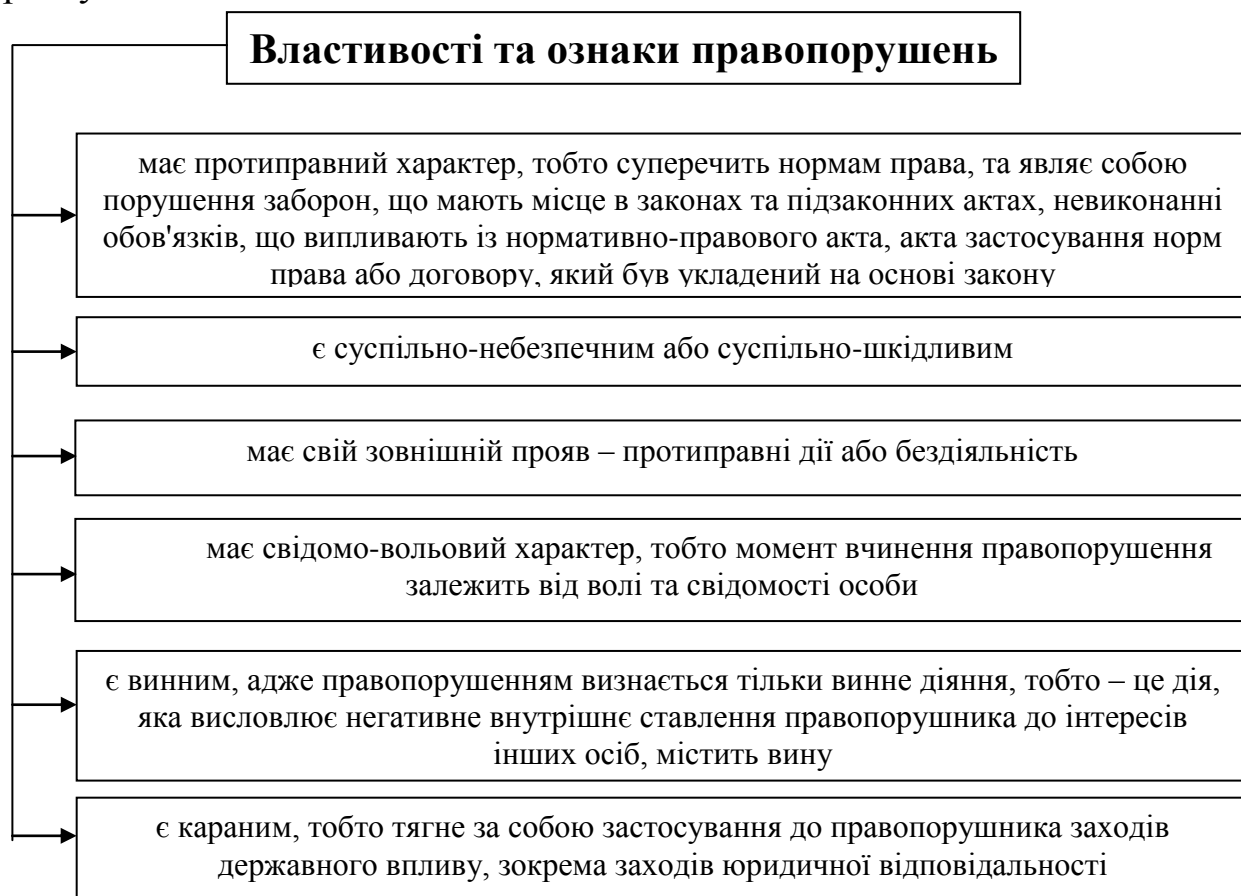 Властивості та ознаки правопорушень
має протиправний характер, тобто суперечить нормам права, та являє собою
порушення заборон, що мають місце в законах та підзаконних актах, невиконанні
обов'язків, що випливають із нормативно-правового акта, акта застосування норм
права або договору, який був укладений на основі закону
є суспільно-небезпечним або суспільно-шкідливим
має свій зовнішній прояв – протиправні дії або бездіяльність
має свідомо-вольовий характер, тобто момент вчинення правопорушення
залежить від волі та свідомості особи
є винним, адже правопорушенням визнається тільки винне діяння, тобто – це дія,
яка висловлює негативне внутрішнє ставлення правопорушника до інтересів
інших осіб, містить вину
є караним, тобто тягне за собою застосування до правопорушника заходів
державного впливу, зокрема заходів юридичної відповідальності